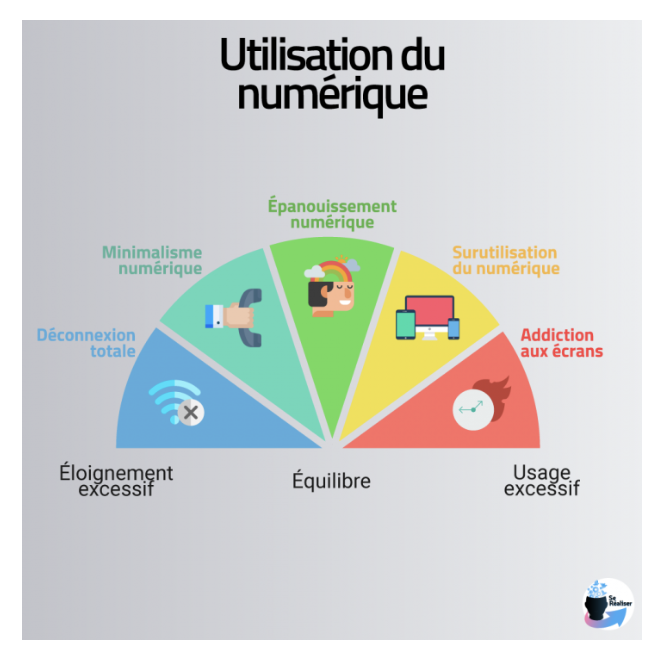 Utilisation du
numérique
Épanouissement
numérique
Minimalisme
numérique
Surutilisation
du numérique
Déconnexion
totale
Addiction
aux écrans
Éloignement
excessif
Équilibre
Usage
excessif
Se
Réaliser